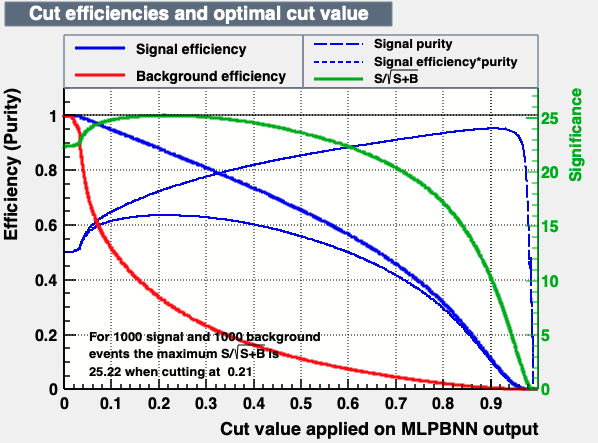 Cut efficiencies and optimal cut value
Signal efficiency
Background efficiency
Signal purity
Signal efficiency*purity
S/√S+B
Efficiency (Purity)
1
0.8
0.6
0.4
0.2
0
For 1000 signal and 1000 background
events the maximum S/√S+B is
25.22 when cutting at 0.21
0 0.1 0.2 0.3 0.4 0.5 0.6 0.7 0.8 0.9
Cut value applied on MLPBNN output
25
20
15
10
5
0
Significance